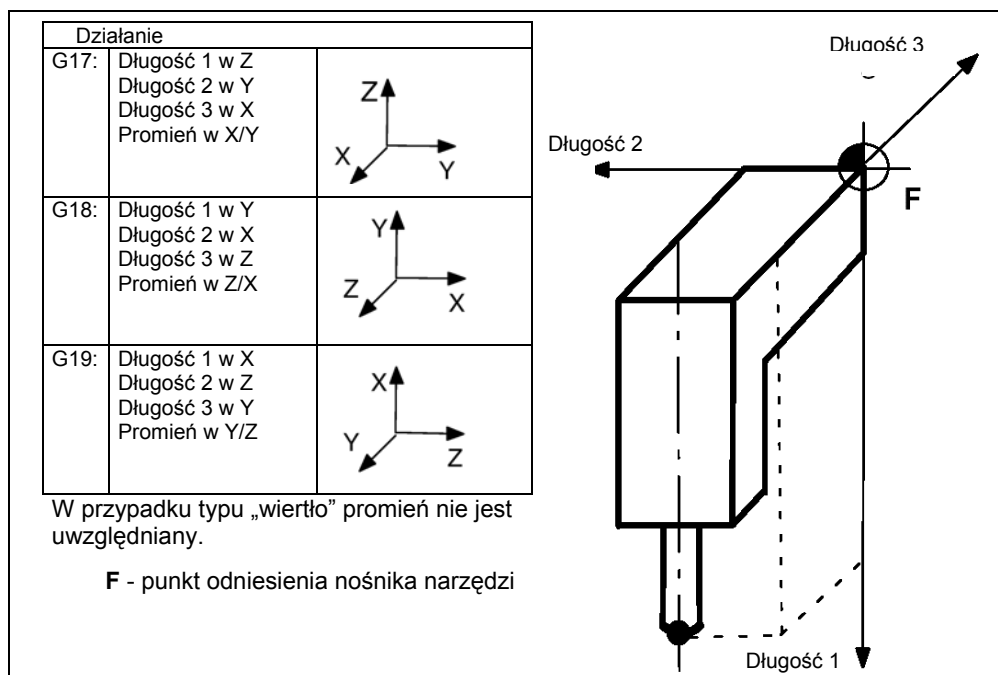 Działanie
G17: Długość 1 w Z
Długość 2 w Y
Długość 3 w X
Promień w X/Y
Z
X
Y
G18: Długość 1 w Y
Długość 2 w X
Długość 3 w Z
Promień w Z/X
Y
Z
X
G19: Długość 1 w X
Długość 2 w Z
Długość 3 w Y
Promień w Y/Z
X
Y
Z
W przypadku typu „wiertło” promień nie jest
uwzględniany.
F - punkt odniesienia nośnika narzędzi
Długość 3
Długość 2
F
Długość 1